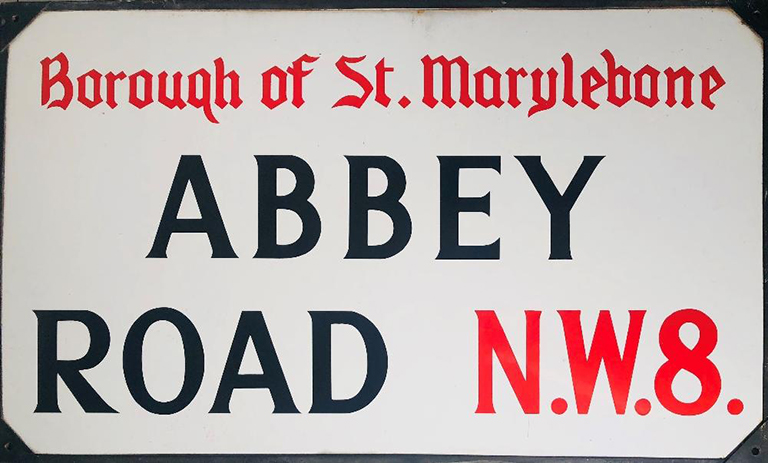 Borough of St. Marylebone
ABBEY
ROAD N.W.8.